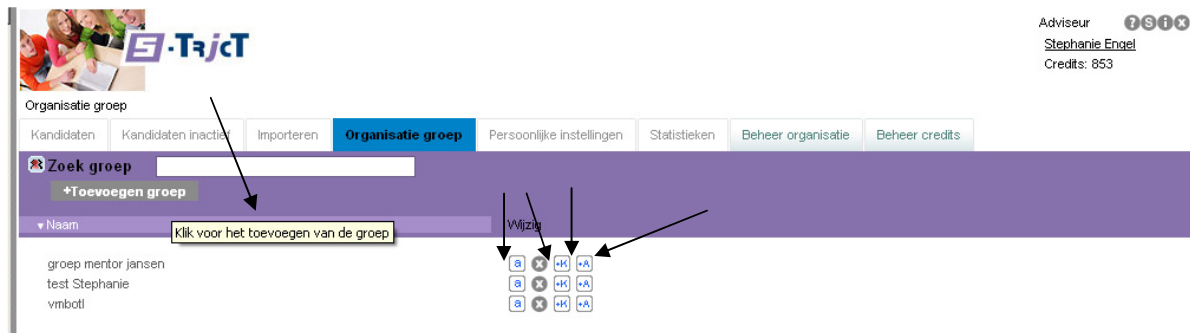 S-TRjcT
Adviseur ? S i x
Stephanie Engel
Credits: 853
Organisatie groep
Kandidaten Kandidaten inactief Importeren Organisatie groep Persoonlijke instellingen Statistieken Beheer organisatie Beheer credits
Zoek groep
+Toevoegen groep
▾ Naam Wijzig
Klik voor het toevoegen van de groep
groep mentor jansen a x +K +A
test Stephanie a x +K +A
vmbotl a x +K +A